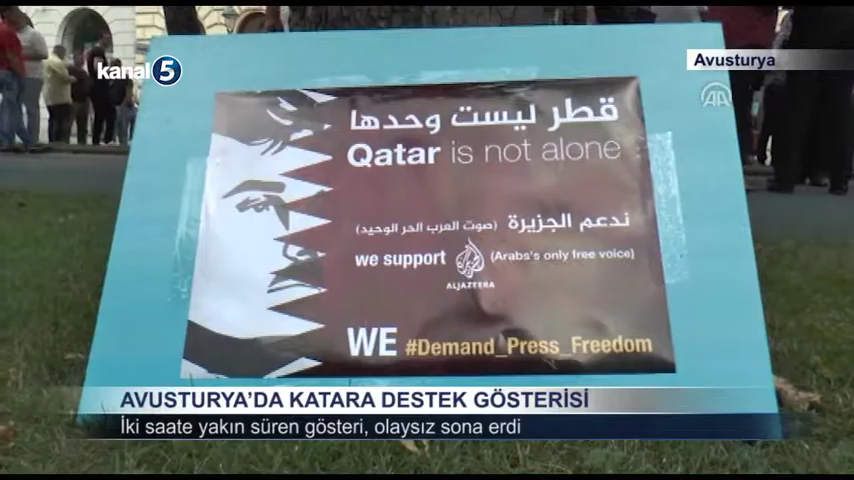 kanal 5
Avusturya
AA
قطر ليست وحدها
Qatar is not alone
ندعم الجزيرة (صوت العرب الحر الوحيد)
we support ALJAZEERA (Arabs's only free voice)
WE #Demand_Press_Freedom
AVUSTURYA'DA KATARA DESTEK GÖSTERİSİ
İki saate yakın süren gösteri, olaysız sona erdi